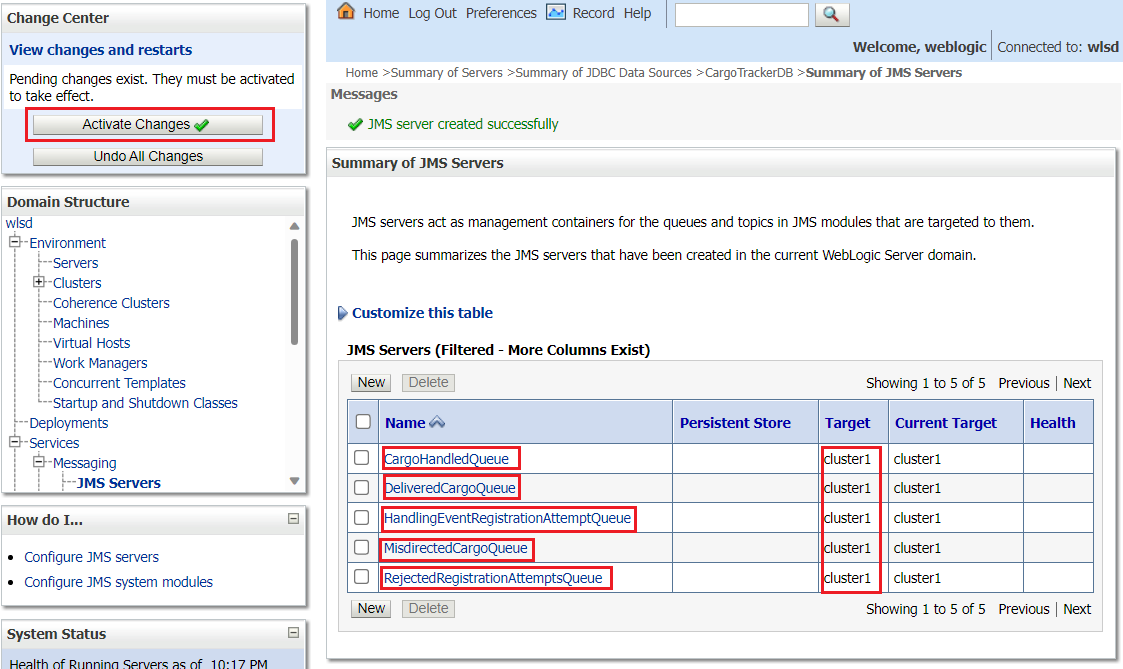 Change Center
View changes and restarts
Pending changes exist. They must be activated
to take effect.
Activate Changes
Undo All Changes
Domain Structure
wlsd
Environment
Servers
Clusters
Coherence Clusters
Machines
Virtual Hosts
Work Managers
Concurrent Templates
Startup and Shutdown Classes
Deployments
Services
Messaging
JMS Servers
How do I...
Configure JMS servers
Configure JMS system modules
System Status
Health of Running Servers as of 10:17 PM
Home Log Out Preferences Record Help
Welcome, weblogic Connected to: wlsd
Home >Summary of Servers >Summary of JDBC Data Sources >CargoTrackerDB >Summary of JMS Servers
Messages
JMS server created successfully
Summary of JMS Servers
JMS servers act as management containers for the queues and topics in JMS modules that are targeted to them.
This page summarizes the JMS servers that have been created in the current WebLogic Server domain.
Customize this table
JMS Servers (Filtered - More Columns Exist)
New Delete Showing 1 to 5 of 5 Previous | Next
Name Persistent Store Target Current Target Health
CargoHandledQueue cluster1 cluster1
DeliveredCargoQueue cluster1 cluster1
HandlingEventRegistrationAttemptQueue cluster1 cluster1
MisdirectedCargoQueue cluster1 cluster1
RejectedRegistrationAttemptsQueue cluster1 cluster1
New Delete Showing 1 to 5 of 5 Previous | Next